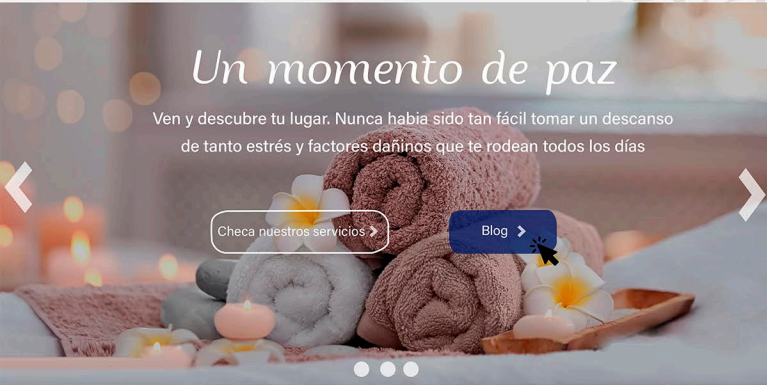 Un momento de paz
Ven y descubre tu lugar. Nunca habia sido tan fácil tomar un descanso
de tanto estrés y factores dañinos que te rodean todos los días
Checa nuestros servicios
Blog